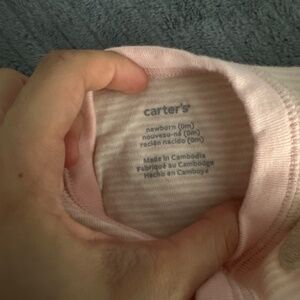 carter's®
newborn (0m)
nouveau-né (0m)
recién nacido (0m)
Made in Cambodia
Fabriqué au Cambodge
Hecho en Camboya